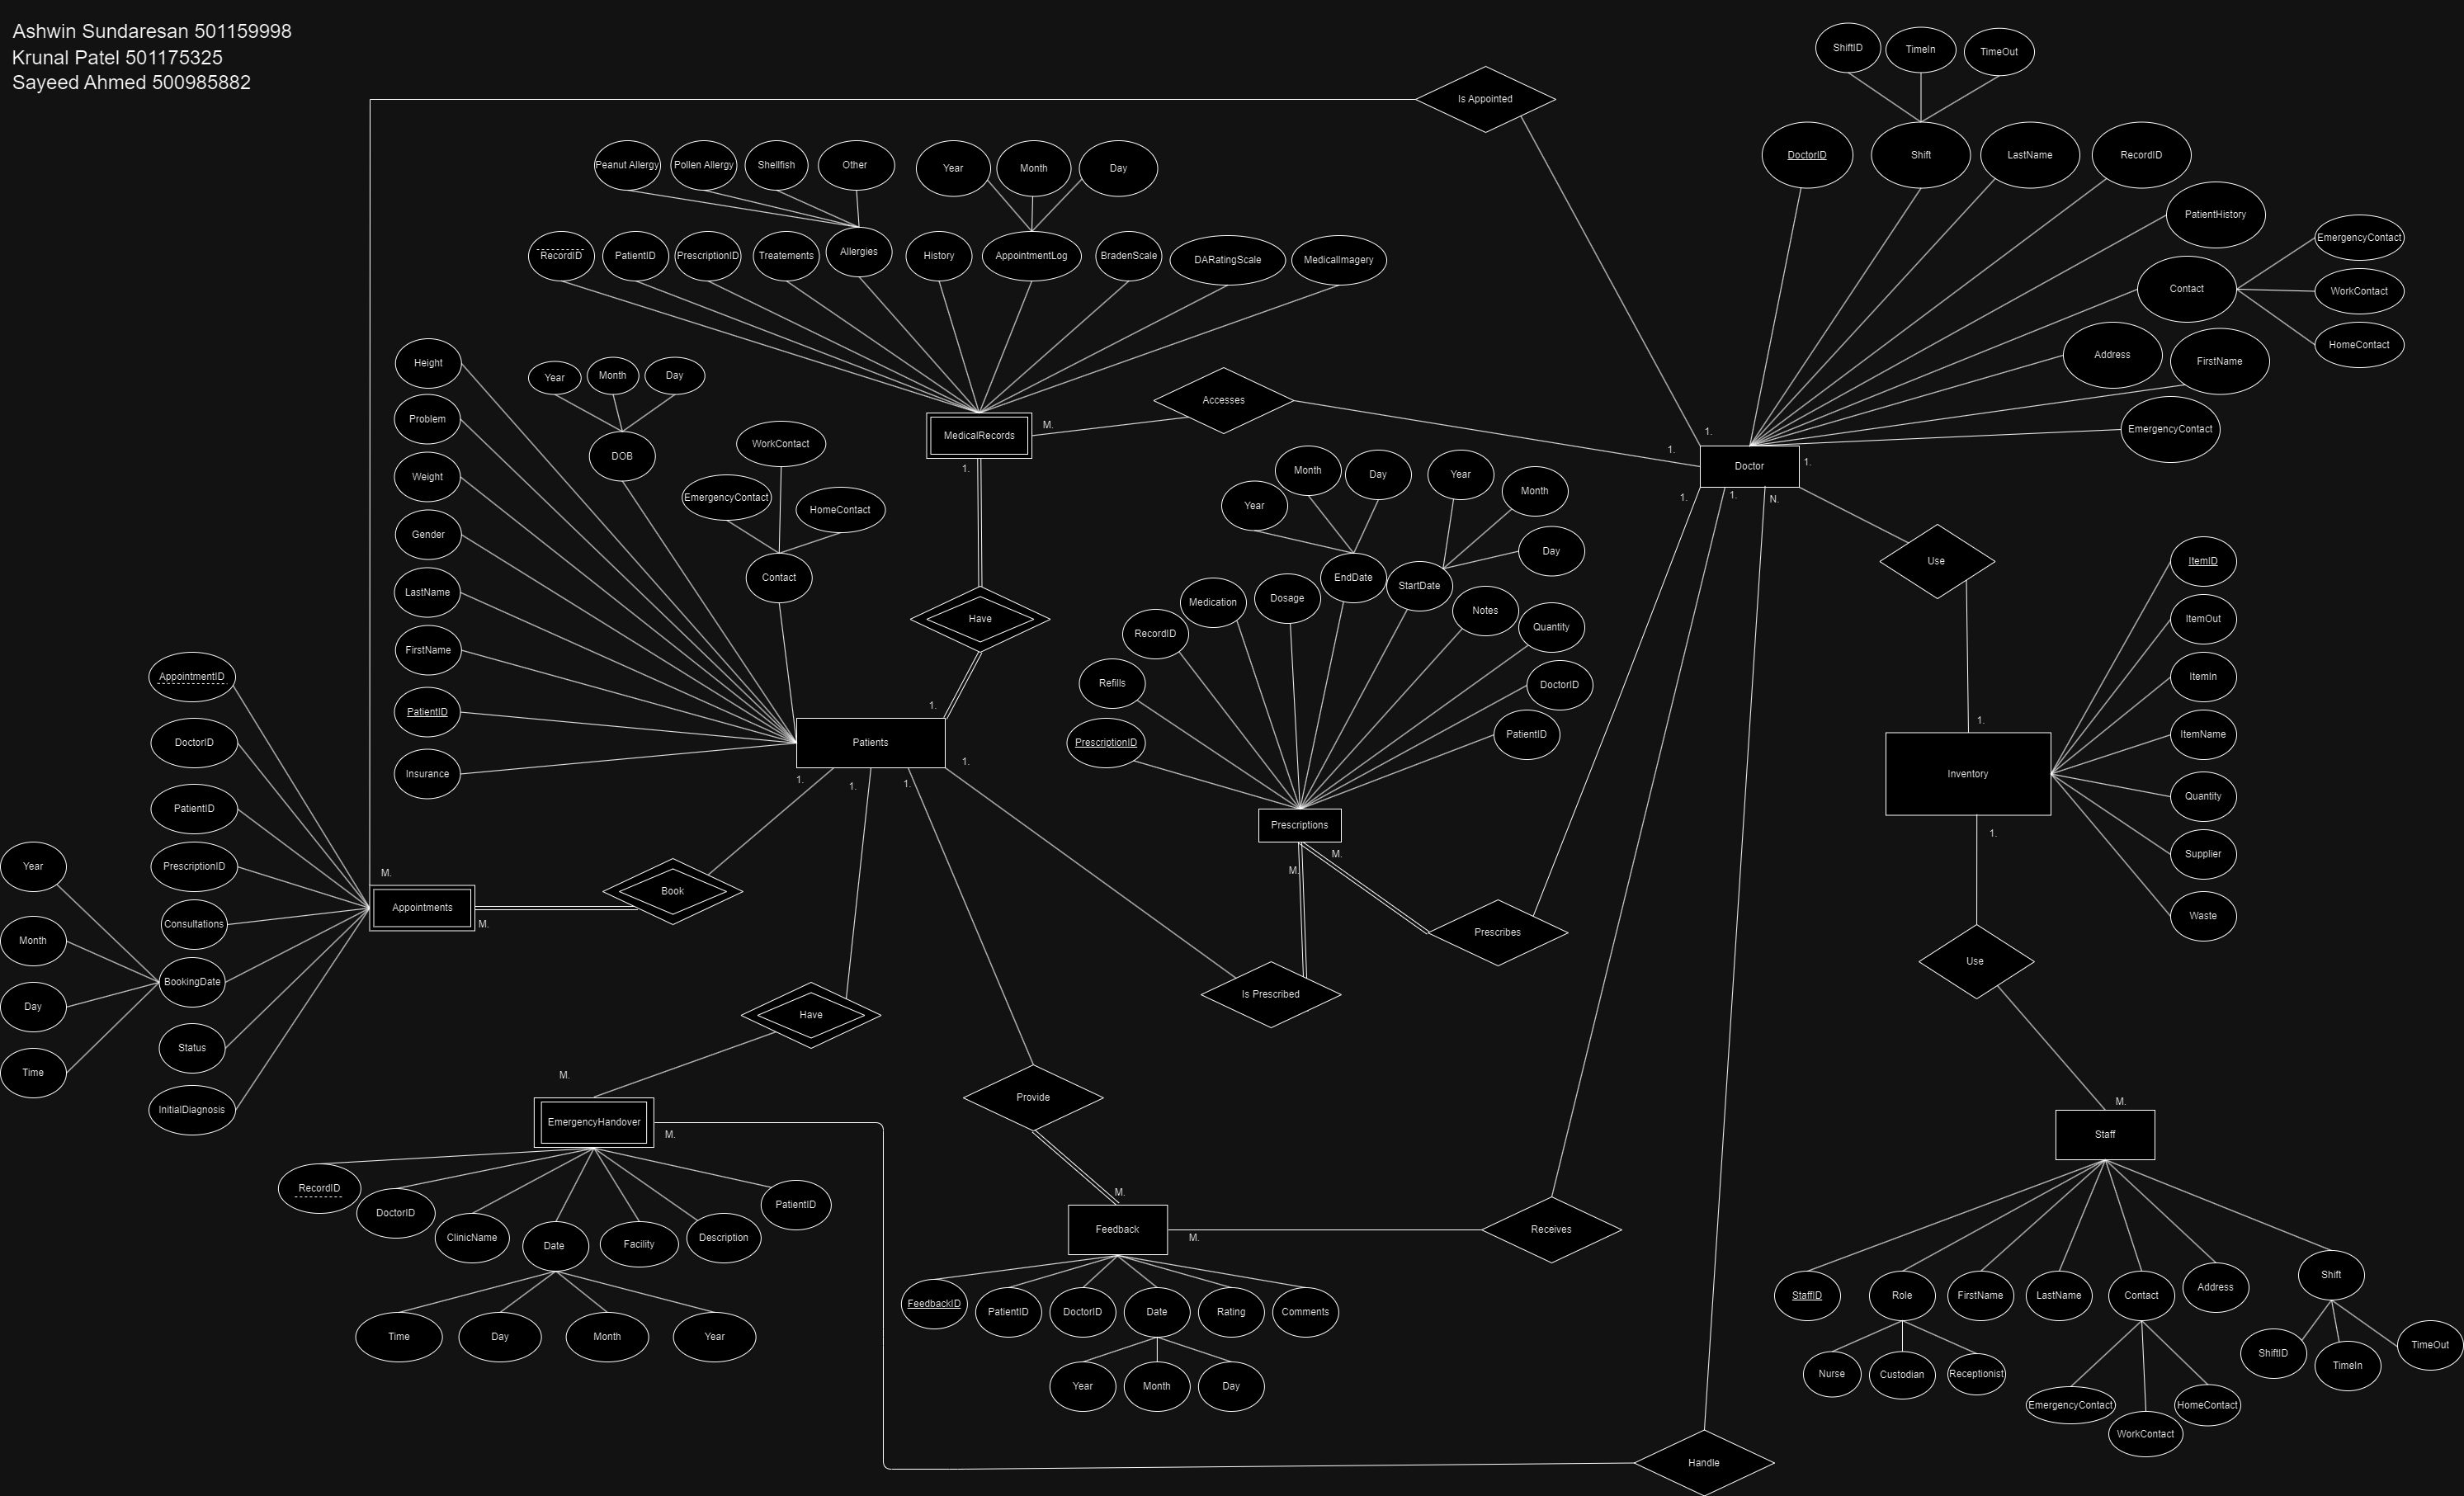 Ashwin Sundaresan 501159998
Krunal Patel 501175325
Sayeed Ahmed 500985882
ShiftID
TimeIn
TimeOut
Is Appointed
DoctorID
Shift
LastName
RecordID
Peanut Allergy
Pollen Allergy
Shellfish
Other
Year
Month
Day
PatientHistory
EmergencyContact
RecordID
PatientID
PrescriptionID
Treatements
Allergies
History
AppointmentLog
BradenScale
DARatingScale
MedicalImagery
Contact
WorkContact
HomeContact
Address
FirstName
Height
Year
Month
Day
Accesses
Problem
M.
MedicalRecords
EmergencyContact
1.
WorkContact
DOB
1.
1.
Doctor
1.
1.
Weight
EmergencyContact
HomeContact
Month
Day
Year
Month
Year
1.
1.
N.
Gender
Day
Use
ItemID
Contact
EndDate
StartDate
LastName
Medication
Dosage
Notes
Have
RecordID
Quantity
ItemOut
FirstName
AppointmentID
Refills
DoctorID
ItemIn
PatientID
1.
1.
DoctorID
Patients
PrescriptionID
PatientID
Inventory
ItemName
Insurance
1.
1.
1.
1.
PatientID
Prescriptions
Quantity
Year
PrescriptionID
M.
M.
M.
1.
Supplier
Book
Appointments
M.
Consultations
Prescribes
Waste
Month
BookingDate
Is Prescribed
Use
Day
Have
Status
Time
M.
Provide
M.
InitialDiagnosis
EmergencyHandover
M.
Staff
RecordID
DoctorID
ClinicName
Date
Facility
Description
PatientID
M.
Feedback
M.
Receives
FeedbackID
PatientID
DoctorID
Date
Rating
Comments
StaffID
Role
FirstName
LastName
Contact
Address
Shift
Time
Day
Month
Year
Year
Month
Day
Nurse
Custodian
Receptionist
EmergencyContact
WorkContact
HomeContact
ShiftID
TimeIn
TimeOut
Handle